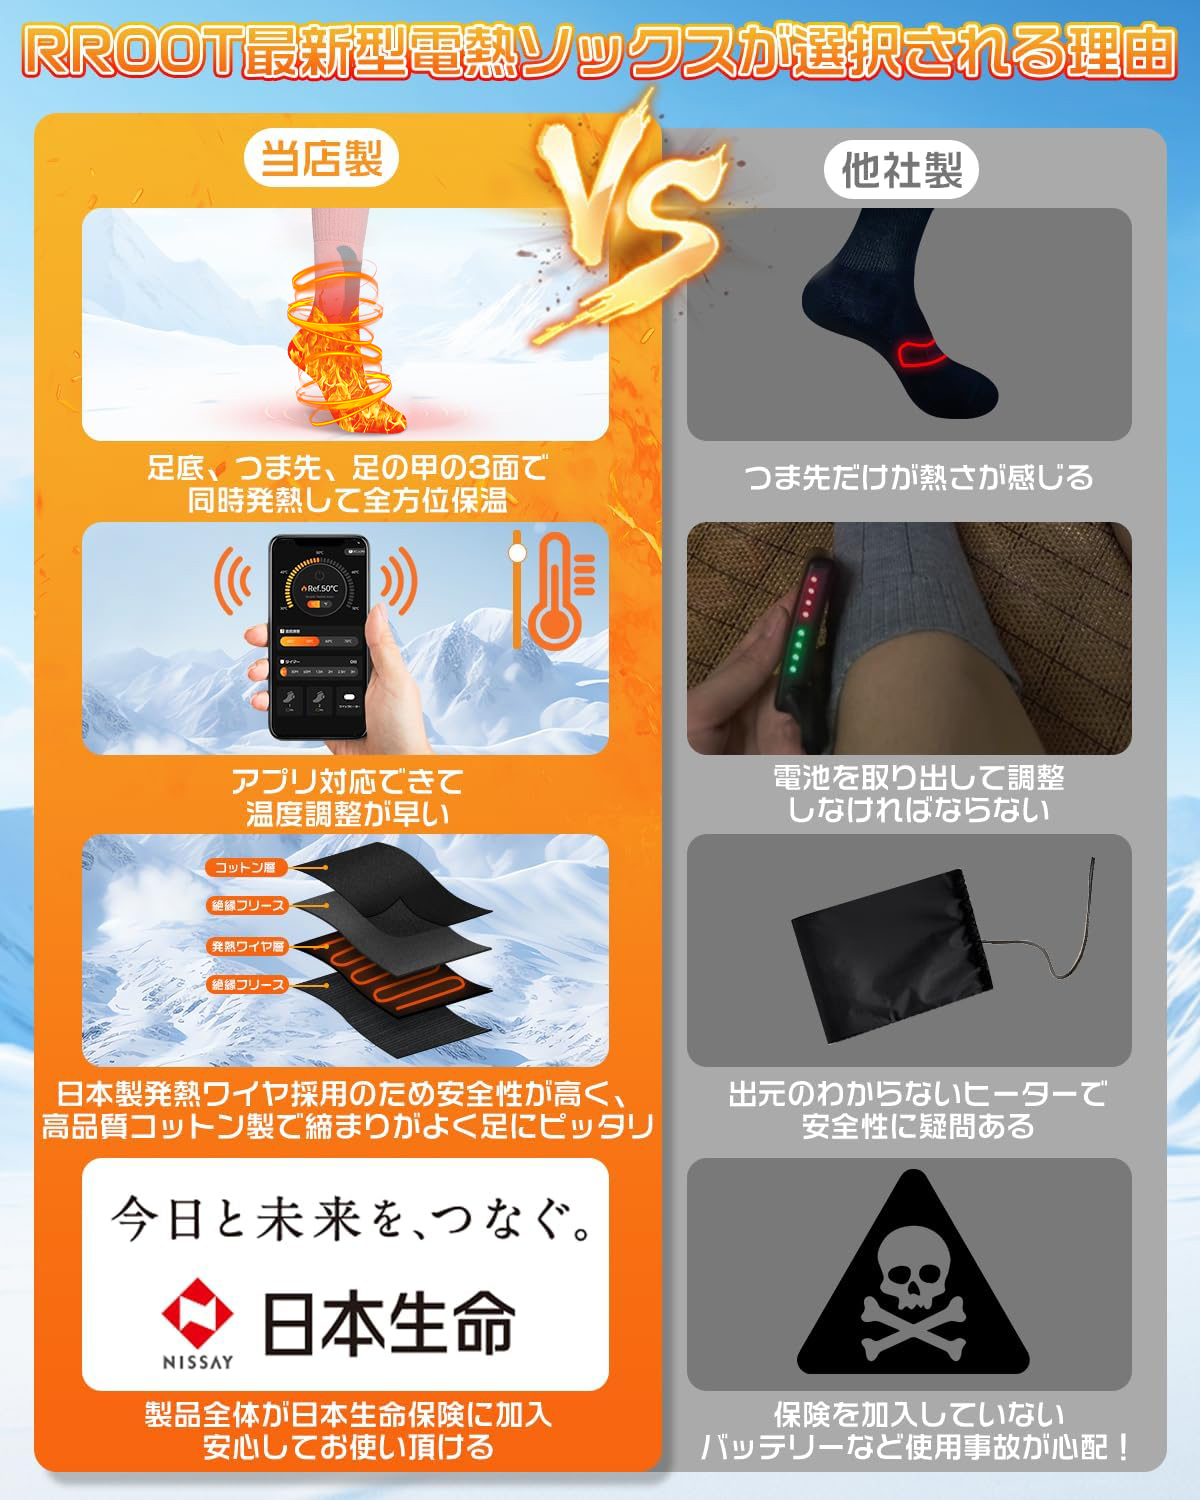 RROOT最新型電熱ソックスが選択される理由
VS
当店製
足底、つま先、足の甲の3面で
同時発熱して全方位保温
Ref.50℃
アプリ対応できて
温度調整が早い
コットン層
絶縁フリース
発熱ワイヤ層
絶縁フリース
日本製発熱ワイヤ採用のため安全性が高く、
高品質コットン製で締まりがよく足にピッタリ
今日と未来を、つなぐ。
NISSAY
日本生命
製品全体が日本生命保険に加入
安心してお使い頂ける
他社製
つま先だけが熱さが感じる
電池を取り出して調整
しなければならない
出元のわからないヒーターで
安全性に疑問ある
保険を加入していない
バッテリーなど使用事故が心配！